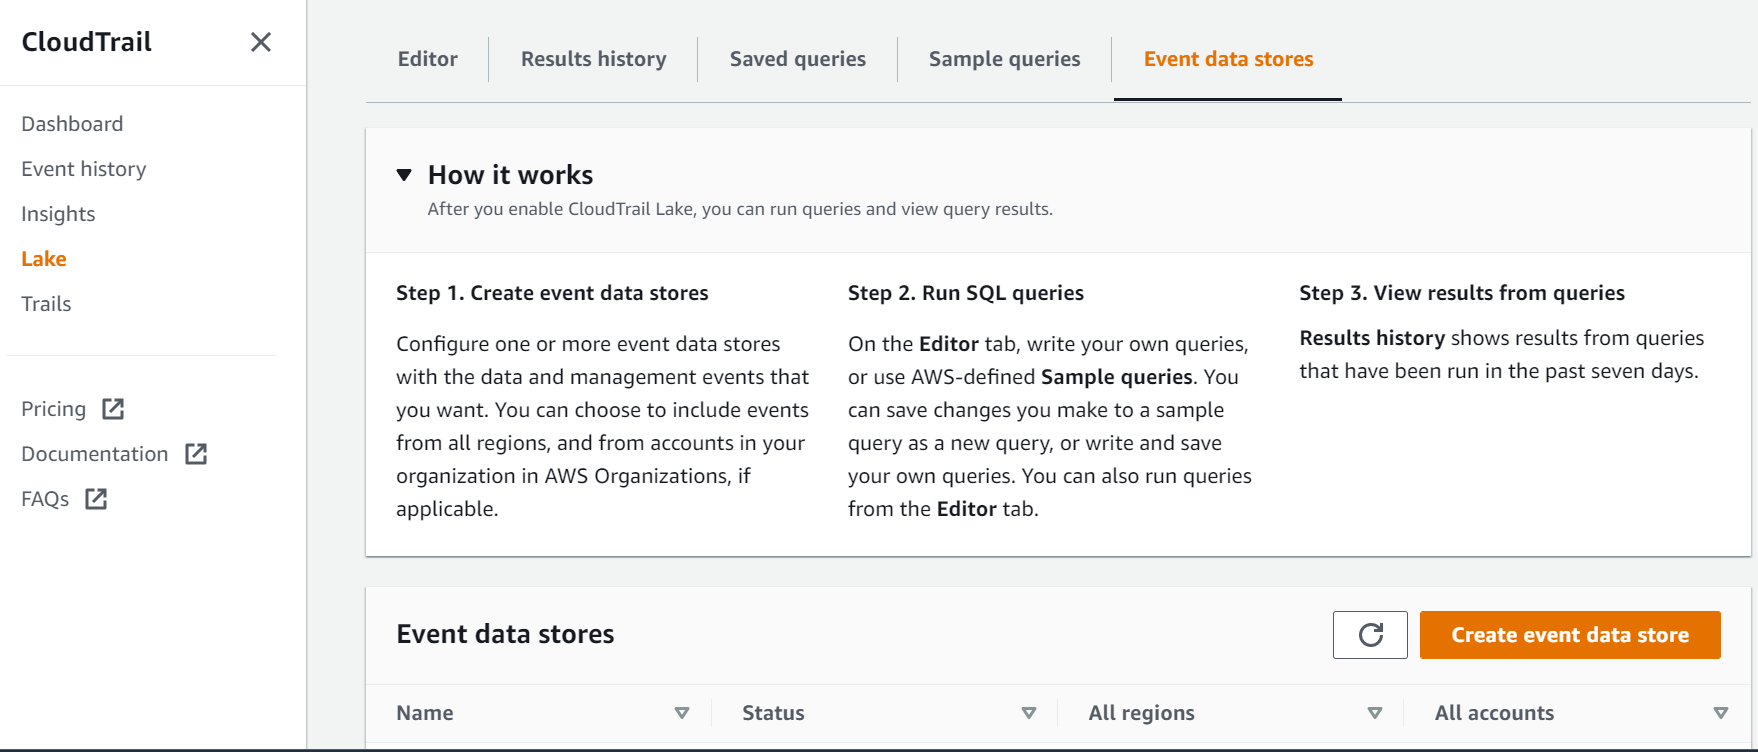 CloudTrail
Dashboard
Event history
Insights
Lake
Trails
Pricing
Documentation
FAQs
Editor
Results history
Saved queries
Sample queries
Event data stores
How it works
After you enable CloudTrail Lake, you can run queries and view query results.
Step 1. Create event data stores
Configure one or more event data stores
with the data and management events that
you want. You can choose to include events
from all regions, and from accounts in your
organization in AWS Organizations, if
applicable.
Step 2. Run SQL queries
On the Editor tab, write your own queries,
or use AWS-defined Sample queries. You
can save changes you make to a sample
query as a new query, or write and save
your own queries. You can also run queries
from the Editor tab.
Step 3. View results from queries
Results history shows results from queries
that have been run in the past seven days.
Event data stores
Create event data store
Name
Status
All regions
All accounts